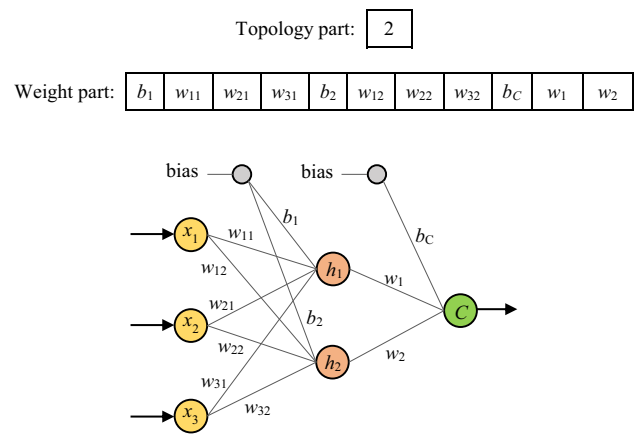 Topology part: 2
Weight part: b1 w11 w21 w31 b2 w12 w22 w32 bC w1 w2
bias bias
b1
x1 w11 bC
w12 h1 w1
w21
x2 b2 C
w22 w2
h2
w31
x3 w32